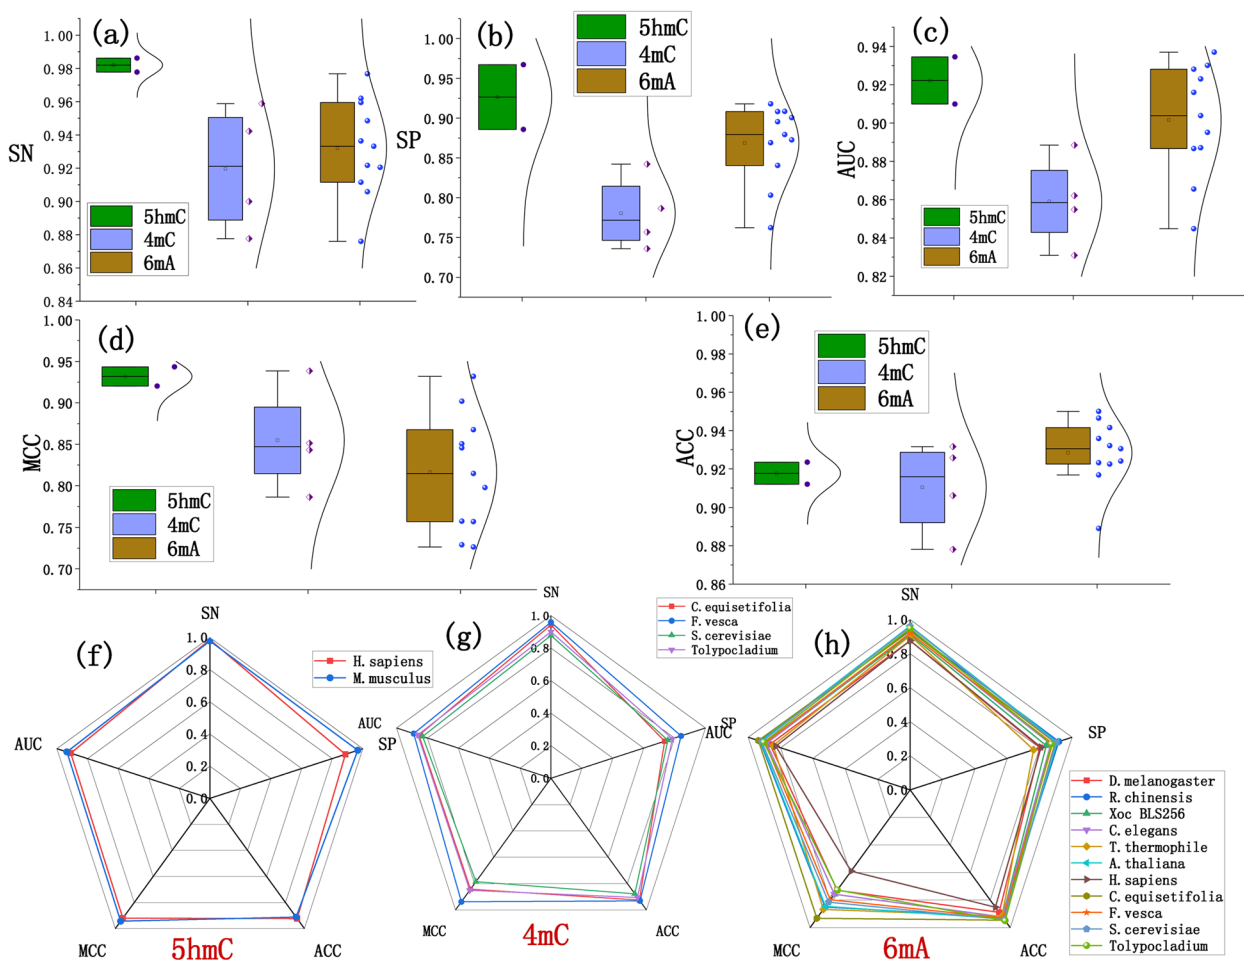 (a)
SN
1.00
0.98
0.96
0.94
0.92
0.90
0.88
0.86
0.84
5hmC
4mC
6mA
(b)
SP
1.00
0.95
0.90
0.85
0.80
0.75
0.70
5hmC
4mC
6mA
(c)
AUC
0.94
0.92
0.90
0.88
0.86
0.84
0.82
5hmC
4mC
6mA
(d)
MCC
1.00
0.95
0.90
0.85
0.80
0.75
0.70
5hmC
4mC
6mA
(e)
ACC
1.00
0.98
0.96
0.94
0.92
0.90
0.88
0.86
5hmC
4mC
6mA
(f)
SN
1.0
0.8
0.6
0.4
0.2
0.0
AUC
SP
MCC
ACC
H. sapiens
M. musculus
5hmC
(g)
SN
1.0
0.8
0.6
0.4
0.2
0.0
AUC
SP
MCC
ACC
C. equisetifolia
F. vesca
S. cerevisiae
Tolypocladium
4mC
(h)
SN
1.0
0.8
0.6
0.4
0.2
0.0
AUC
SP
MCC
ACC
D. melanogaster
R. chinensis
Xoc BLS256
C. elegans
T. thermophile
A. thaliana
H. sapiens
C. equisetifolia
F. vesca
S. cerevisiae
Tolypocladium
6mA